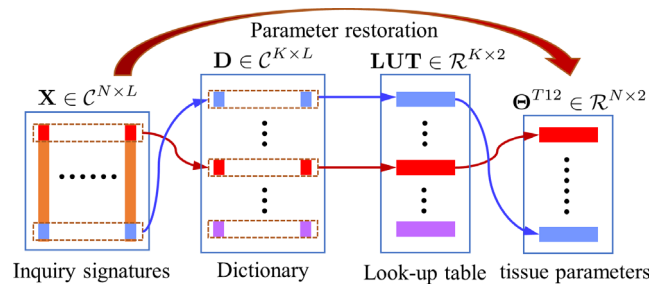 Parameter restoration
D ∈ 𝒞^{K×L}
LUT ∈ ℛ^{K×2}
X ∈ 𝒞^{N×L}
Θ^{T12} ∈ ℛ^{N×2}
Inquiry signatures
Dictionary
Look-up table
tissue parameters